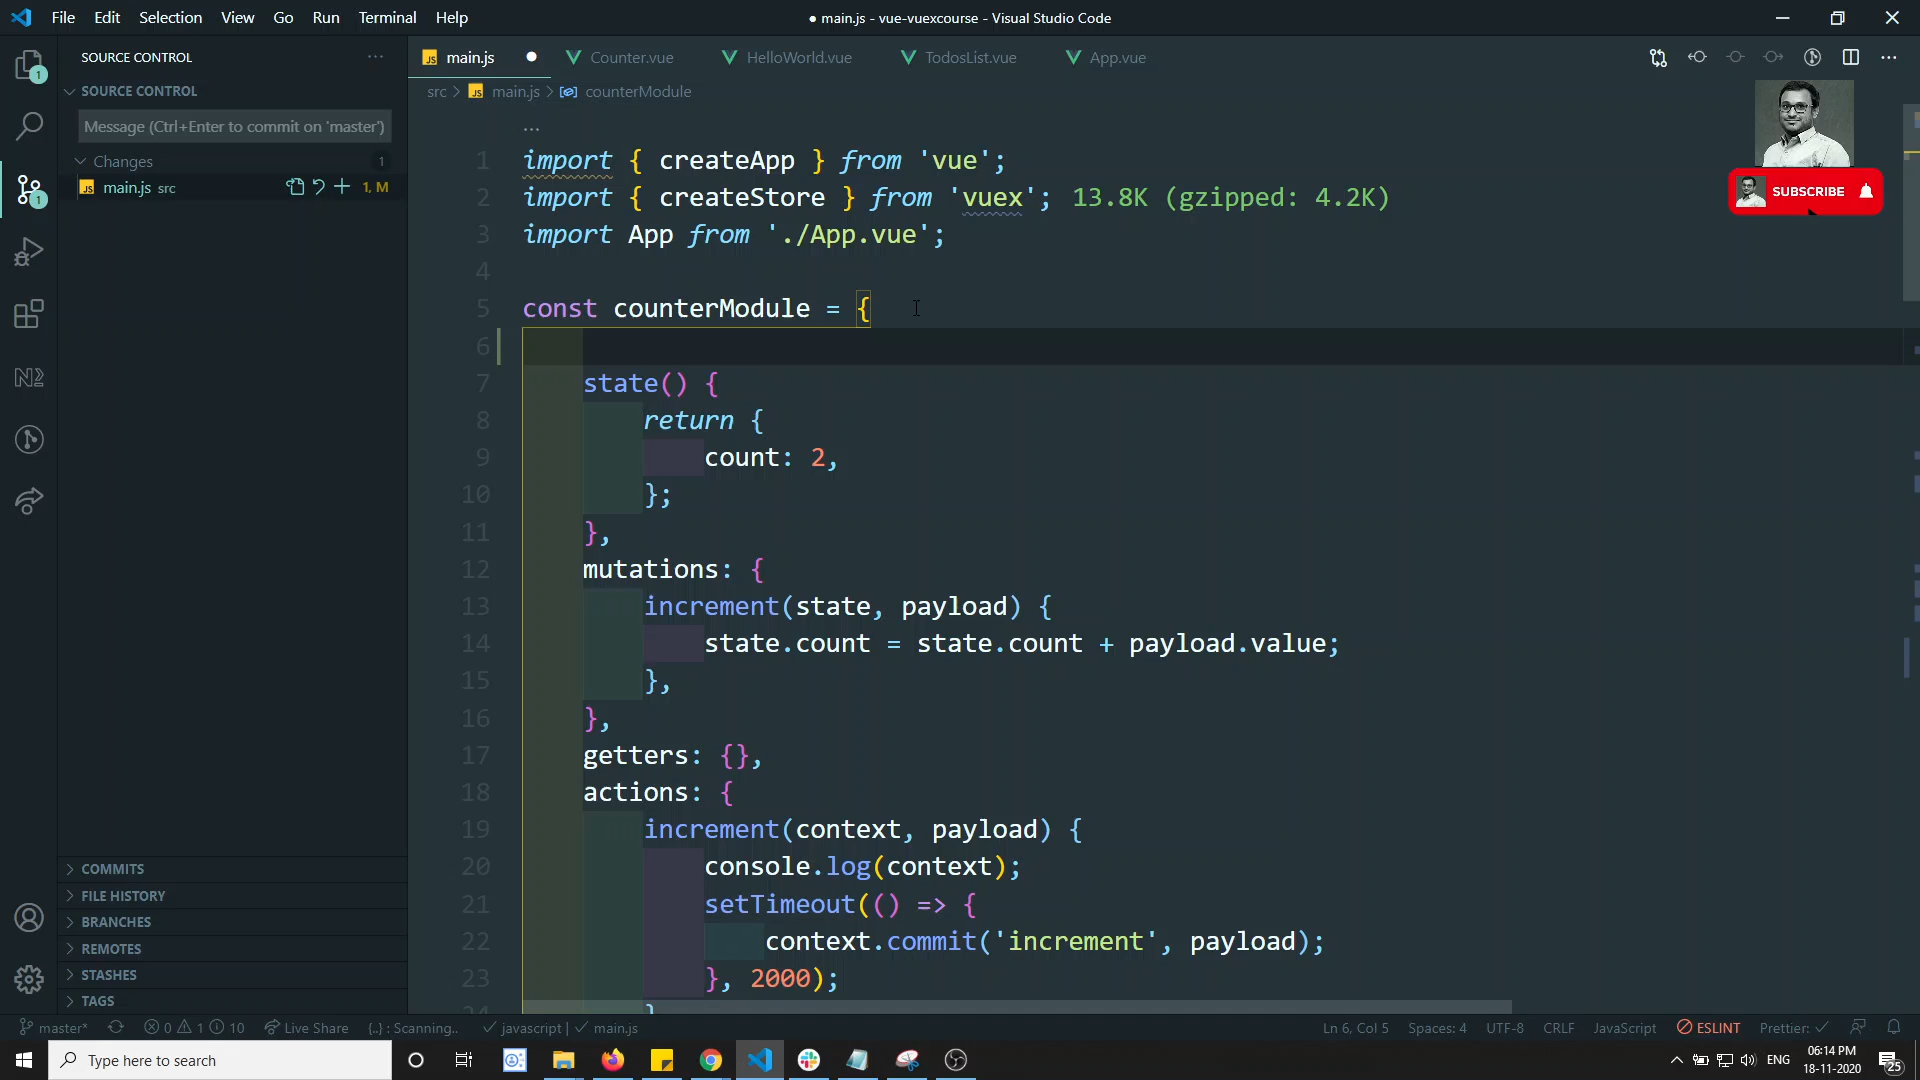 File Edit Selection View Go Run Terminal Help
● main.js - vue-vuexcourse - Visual Studio Code
SOURCE CONTROL
SOURCE CONTROL
Message (Ctrl+Enter to commit on 'master')
Changes 1
JS main.js src 1, M
COMMITS
FILE HISTORY
BRANCHES
REMOTES
STASHES
TAGS
JS main.js Counter.vue HelloWorld.vue TodosList.vue App.vue
src > JS main.js > counterModule
...
1 import { createApp } from 'vue';
2 import { createStore } from 'vuex'; 13.8K (gzipped: 4.2K)
3 import App from './App.vue';
4
5 const counterModule = {
6
7 state() {
8 return {
9 count: 2,
10 };
11 },
12 mutations: {
13 increment(state, payload) {
14 state.count = state.count + payload.value;
15 },
16 },
17 getters: {},
18 actions: {
19 increment(context, payload) {
20 console.log(context);
21 setTimeout(() => {
22 context.commit('increment', payload);
23 }, 2000);
SUBSCRIBE
1
1
master* 0 1 10 Live Share {..} : Scanning.. javascript | main.js Ln 6, Col 5 Spaces: 4 UTF-8 CRLF JavaScript ESLINT Prettier: ✓
Type here to search
ENG
06:14 PM
18-11-2020
25